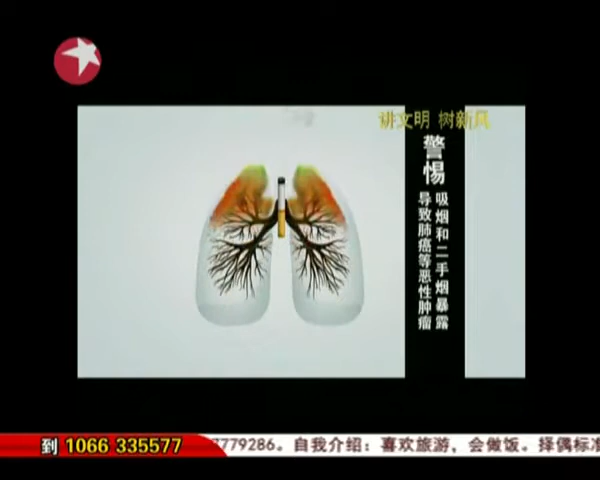 讲文明 树新风
警惕
吸烟和二手烟暴露
导致肺癌等恶性肿瘤
到 1066 335577
779286。自我介绍：喜欢旅游，会做饭。择偶标准